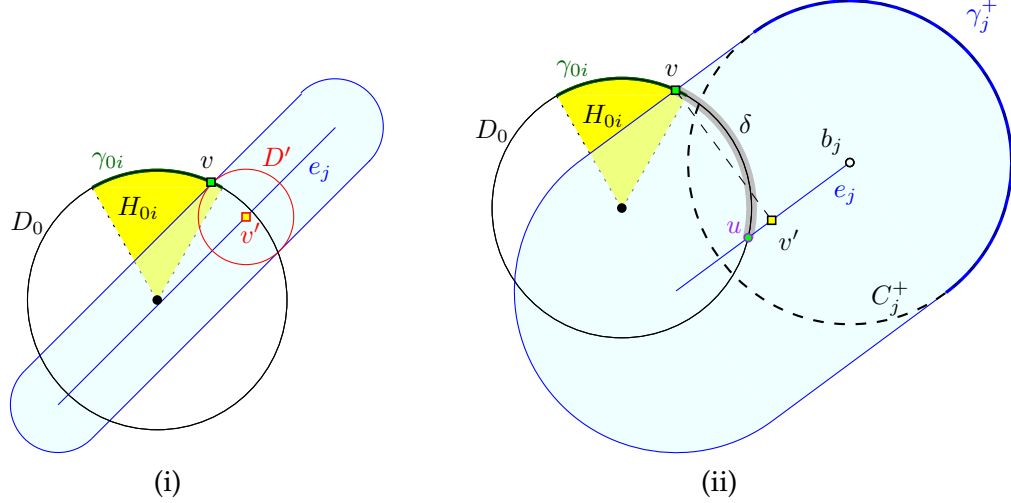 γ₀ᵢ
v
D′
D₀
H₀ᵢ
eⱼ
v′
(i)
γⱼ⁺
γ₀ᵢ
v
H₀ᵢ
δ
D₀
bⱼ
eⱼ
u
v′
Cⱼ⁺
(ii)